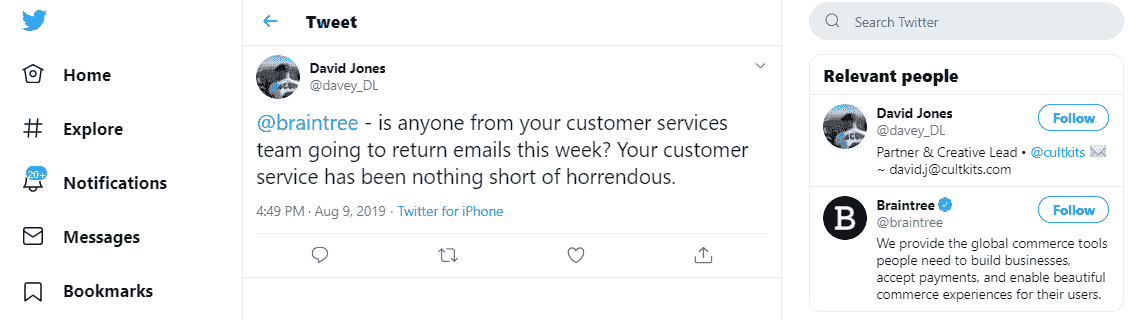 Home
Explore
20+
Notifications
Messages
Bookmarks
Tweet
David Jones
@davey_DL
@braintree - is anyone from your customer services
team going to return emails this week? Your customer
service has been nothing short of horrendous.
4:49 PM · Aug 9, 2019 · Twitter for iPhone
Search Twitter
Relevant people
David Jones
@davey_DL
Follow
Partner & Creative Lead • @cultkits ✉️
~ david.j@cultkits.com
B
Braintree
@braintree
Follow
We provide the global commerce tools
people need to build businesses,
accept payments, and enable beautiful
commerce experiences for their users.